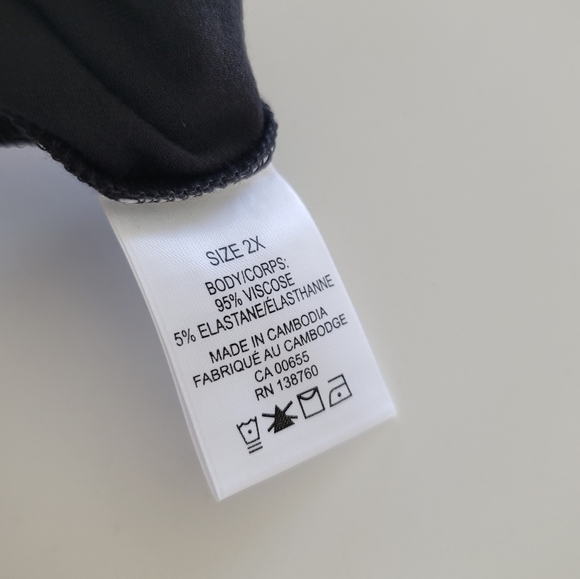 SIZE 2X
BODY/CORPS:
95% VISCOSE
5% ELASTANE/ÉLASTHANNE
MADE IN CAMBODIA
FABRIQUÉ AU CAMBODGE
CA 00655
RN 138760